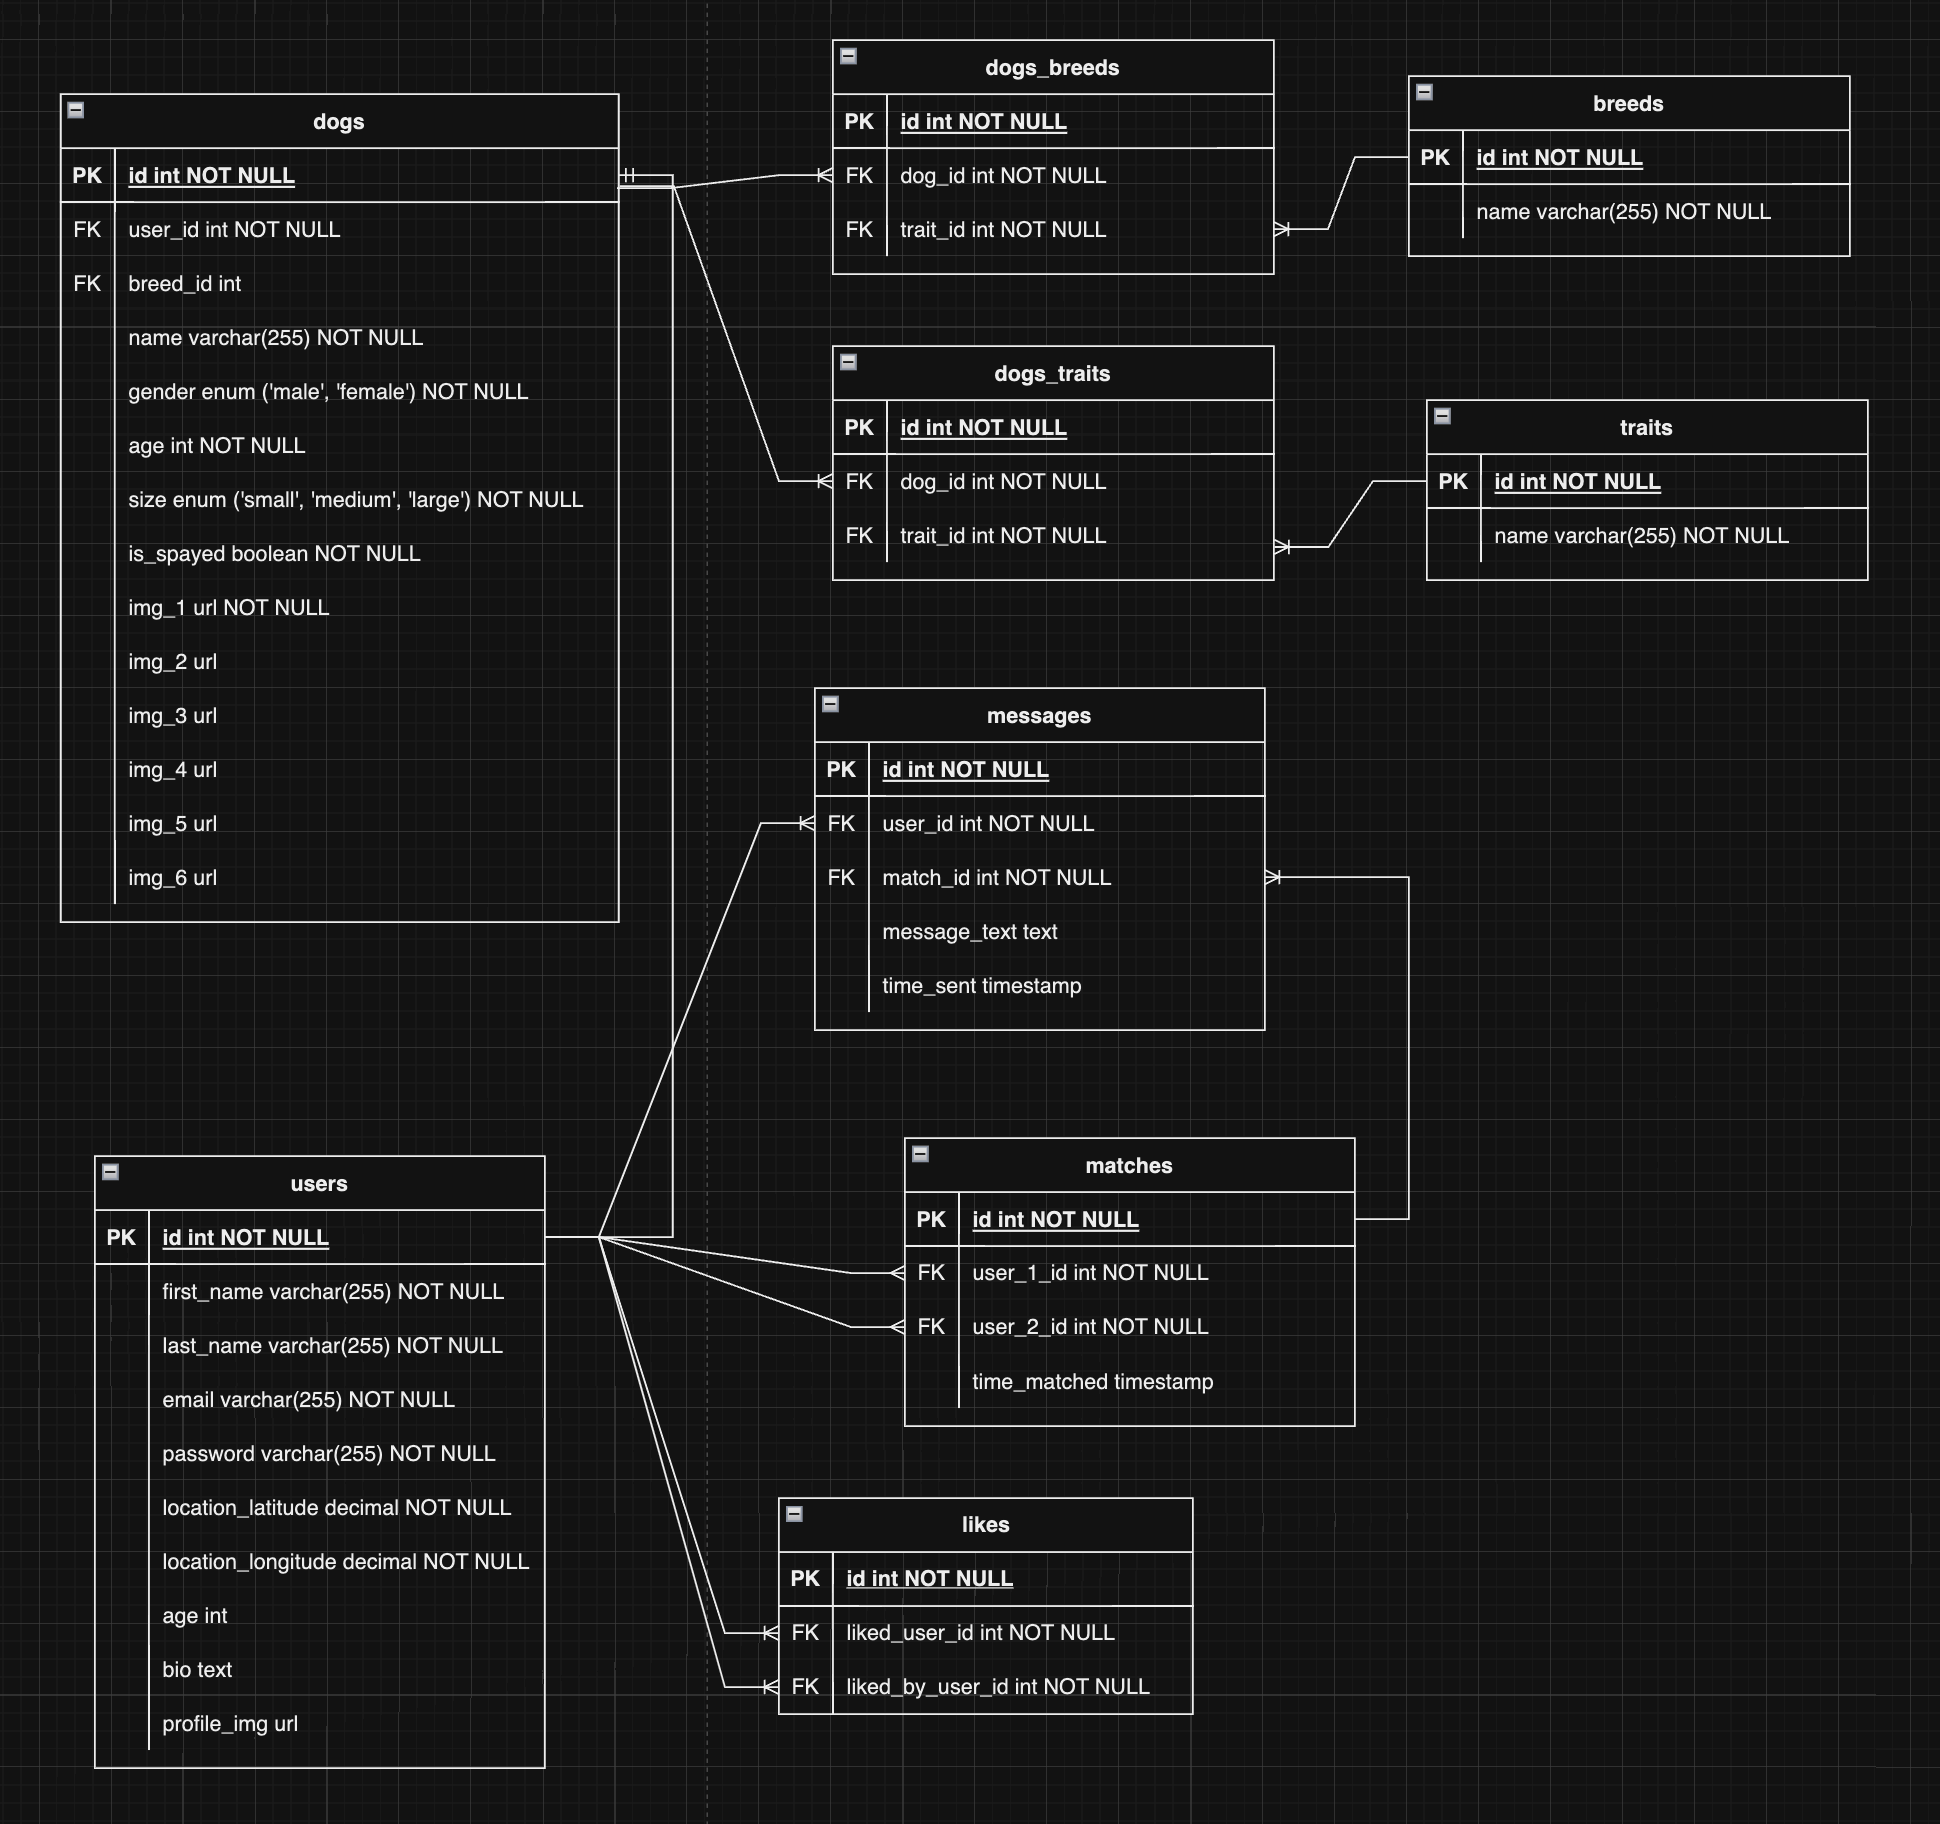 dogs
PK id int NOT NULL
FK user_id int NOT NULL
FK breed_id int
name varchar(255) NOT NULL
gender enum ('male', 'female') NOT NULL
age int NOT NULL
size enum ('small', 'medium', 'large') NOT NULL
is_spayed boolean NOT NULL
img_1 url NOT NULL
img_2 url
img_3 url
img_4 url
img_5 url
img_6 url
dogs_breeds
PK id int NOT NULL
FK dog_id int NOT NULL
FK trait_id int NOT NULL
breeds
PK id int NOT NULL
name varchar(255) NOT NULL
dogs_traits
PK id int NOT NULL
FK dog_id int NOT NULL
FK trait_id int NOT NULL
traits
PK id int NOT NULL
name varchar(255) NOT NULL
messages
PK id int NOT NULL
FK user_id int NOT NULL
FK match_id int NOT NULL
message_text text
time_sent timestamp
users
PK id int NOT NULL
first_name varchar(255) NOT NULL
last_name varchar(255) NOT NULL
email varchar(255) NOT NULL
password varchar(255) NOT NULL
location_latitude decimal NOT NULL
location_longitude decimal NOT NULL
age int
bio text
profile_img url
matches
PK id int NOT NULL
FK user_1_id int NOT NULL
FK user_2_id int NOT NULL
time_matched timestamp
likes
PK id int NOT NULL
FK liked_user_id int NOT NULL
FK liked_by_user_id int NOT NULL